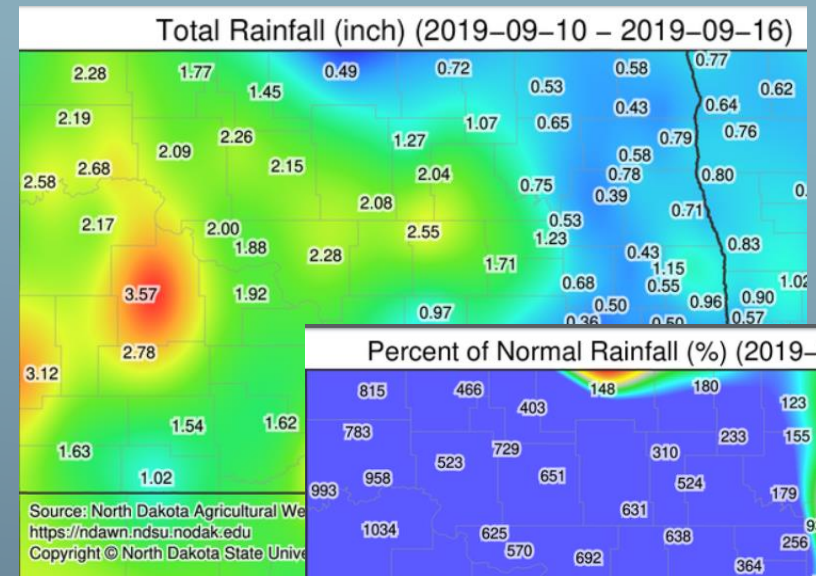 Total Rainfall (inch) (2019–09–10 – 2019–09–16)
2.28 1.77 0.49 0.72 0.58 0.77
1.45 0.53 0.62
2.19 0.43 0.64
1.07 0.65 0.76
2.26 1.27 0.79
2.09 0.58
2.68 2.15 2.04 0.78 0.80
2.58 0.75 0.39
2.08 0.71
2.17 2.00 2.55 0.53
1.88 1.23 0.83
2.28 1.71 0.43
1.15
0.68 0.55 1.02
3.57 1.92 0.96 0.90
0.97 0.50 0.57
0.36 0.50
2.78
3.12
1.54 1.62
1.63
1.02
Source: North Dakota Agricultural We
https://ndawn.ndsu.nodak.edu
Copyright © North Dakota State Unive
Percent of Normal Rainfall (%) (2019–
815 466 148 180
403 123
783 233 155
729 310
523
958 651 524
993 179
631
1034 625 638
570 692 256
364